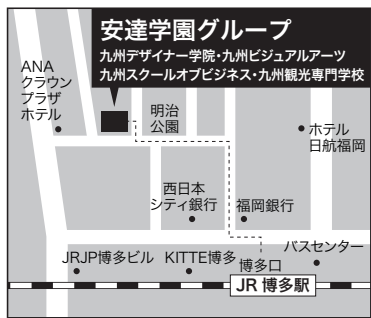 安達学園グループ
九州デザイナー学院・九州ビジュアルアーツ
九州スクールオブビジネス・九州観光専門学校
ANA
クラウン
プラザ
ホテル
明治
公園
ホテル
日航福岡
西日本
シティ銀行
福岡銀行
JRJP博多ビル
KITTE博多
博多口
バスセンター
JR 博多駅